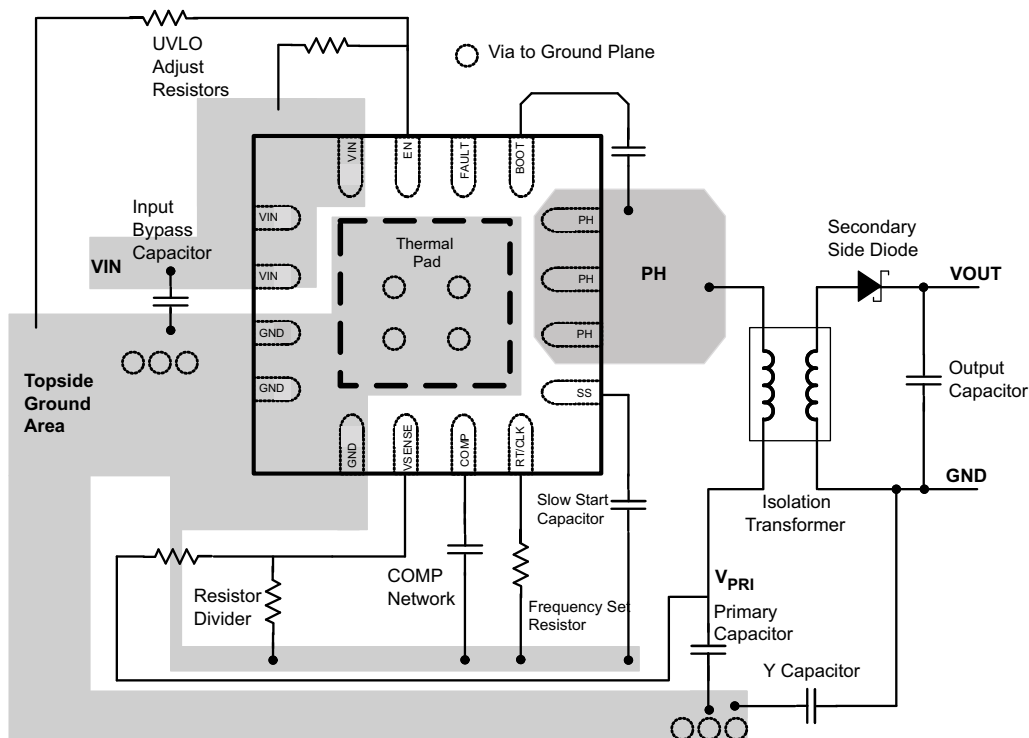 UVLO
Adjust
Resistors
Via to Ground Plane
VIN
EN
FAULT
BOOT
Input
Bypass
Capacitor
VIN
VIN
VIN
GND
GND
Thermal
Pad
PH
PH
PH
SS
PH
Secondary
Side Diode
VOUT
Output
Capacitor
GND
Isolation
Transformer
Topside
Ground
Area
GND
VSENSE
COMP
RT/CLK
Slow Start
Capacitor
Resistor
Divider
COMP
Network
Frequency Set
Resistor
VPRI
Primary
Capacitor
Y Capacitor